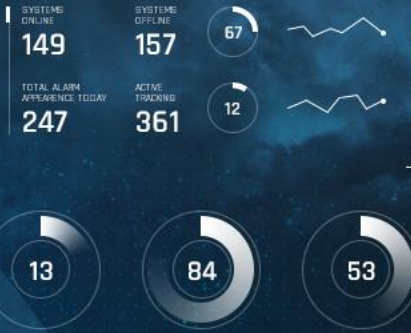 SYSTEMS
ONLINE
149
SYSTEMS
OFFLINE
157
67
TOTAL ALARM
APPEARENCE TODAY
247
ACTIVE
TRACKING
361
12
13
84
53